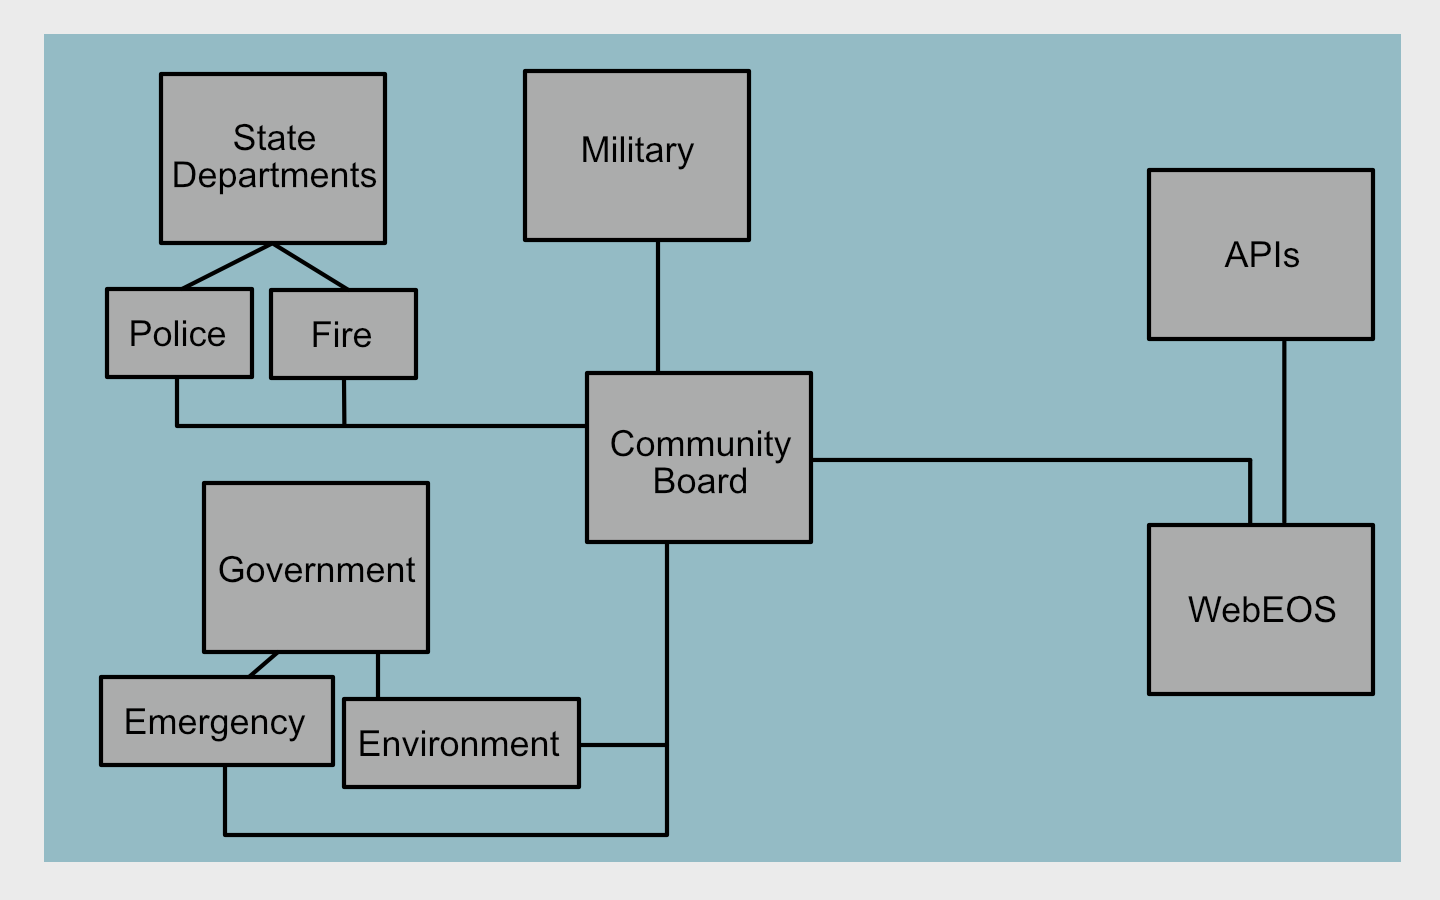 State
Departments
Military
APIs
Police
Fire
Community
Board
Government
WebEOS
Emergency
Environment